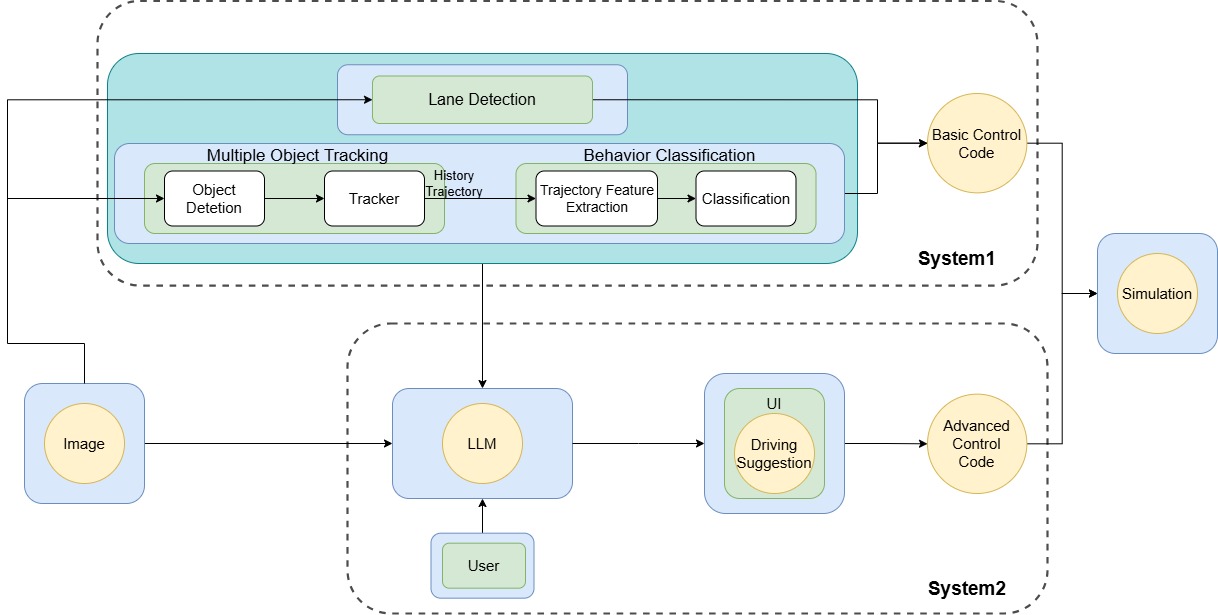 Lane Detection
Basic Control
Code
Multiple Object Tracking
Behavior Classification
History
Trajectory
Object
Detetion
Tracker
Trajectory Feature
Extraction
Classification
System1
Simulation
Image
LLM
UI
Driving
Suggestion
Advanced
Control
Code
User
System2